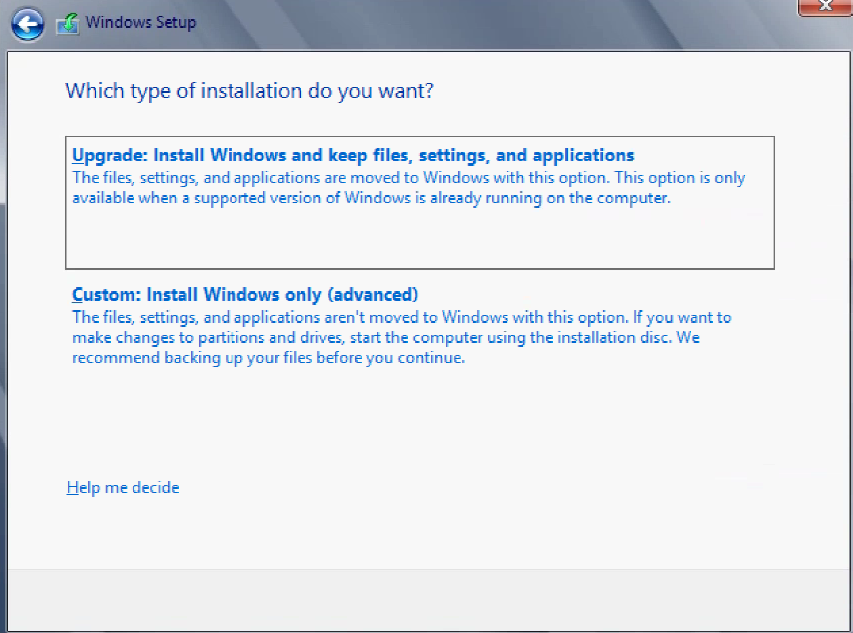 Windows Setup
Which type of installation do you want?
Upgrade: Install Windows and keep files, settings, and applications
The files, settings, and applications are moved to Windows with this option. This option is only
available when a supported version of Windows is already running on the computer.
Custom: Install Windows only (advanced)
The files, settings, and applications aren't moved to Windows with this option. If you want to
make changes to partitions and drives, start the computer using the installation disc. We
recommend backing up your files before you continue.
Help me decide